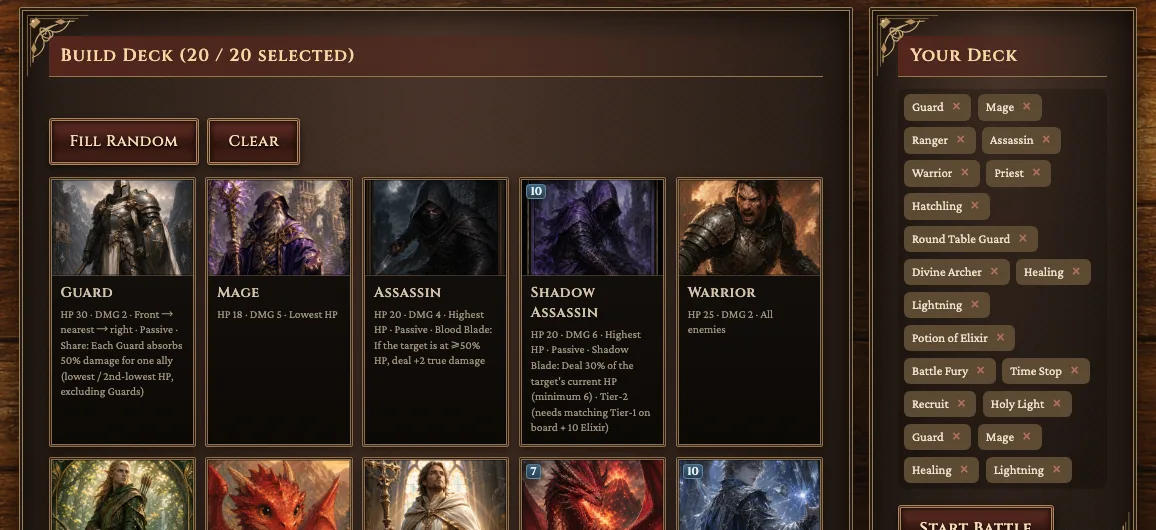 Build Deck (20 / 20 selected)
Fill Random
Clear
Guard
HP 30 · DMG 2 · Front →
nearest → right · Passive ·
Share: Each Guard absorbs
50% damage for one ally
(lowest / 2nd-lowest HP,
excluding Guards)
Mage
HP 18 · DMG 5 · Lowest HP
Assassin
HP 20 · DMG 4 · Highest
HP · Passive · Blood Blade:
If the target is at ≥50%
HP, deal +2 true damage
10
Shadow
Assassin
HP 20 · DMG 6 · Highest
HP · Passive · Shadow
Blade: Deal 30% of the
target's current HP
(minimum 6) · Tier-2
(needs matching Tier-1 on
board + 10 Elixir)
Warrior
HP 25 · DMG 2 · All
enemies
7
10
Your Deck
Guard × Mage ×
Ranger × Assassin ×
Warrior × Priest ×
Hatchling ×
Round Table Guard ×
Divine Archer × Healing ×
Lightning ×
Potion of Elixir ×
Battle Fury × Time Stop ×
Recruit × Holy Light ×
Guard × Mage ×
Healing × Lightning ×
Start Battle